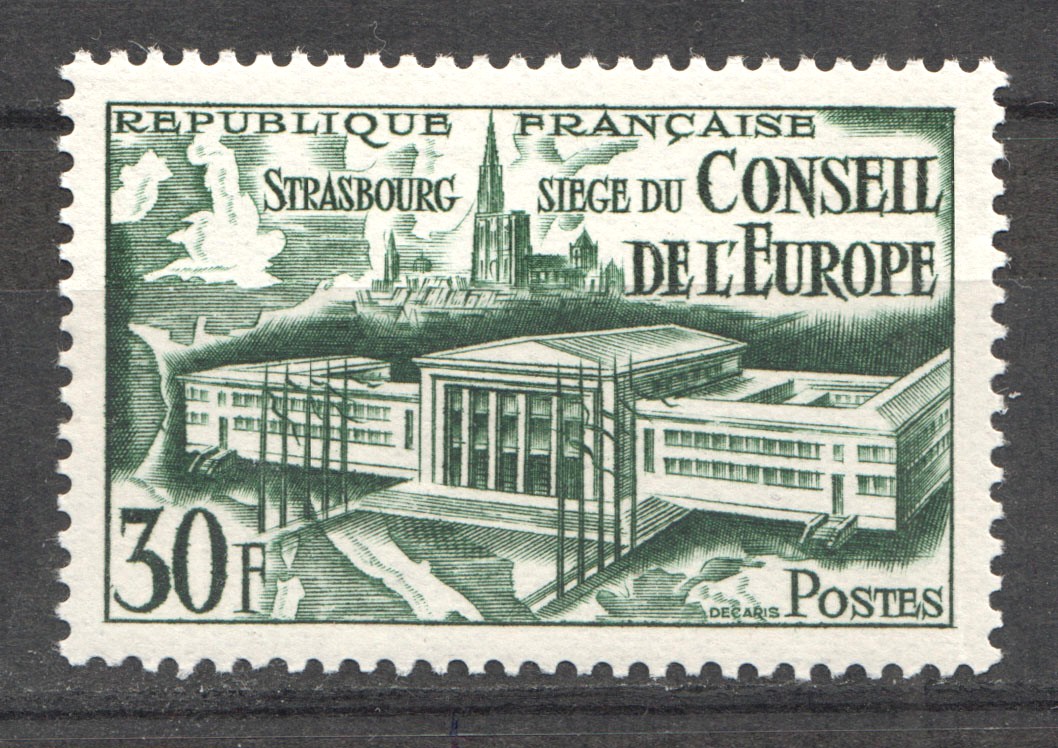 REPUBLIQUE FRANÇAISE
STRASBOURG SIEGE DU CONSEIL
DE L'EUROPE
30F
DECARIS POSTES